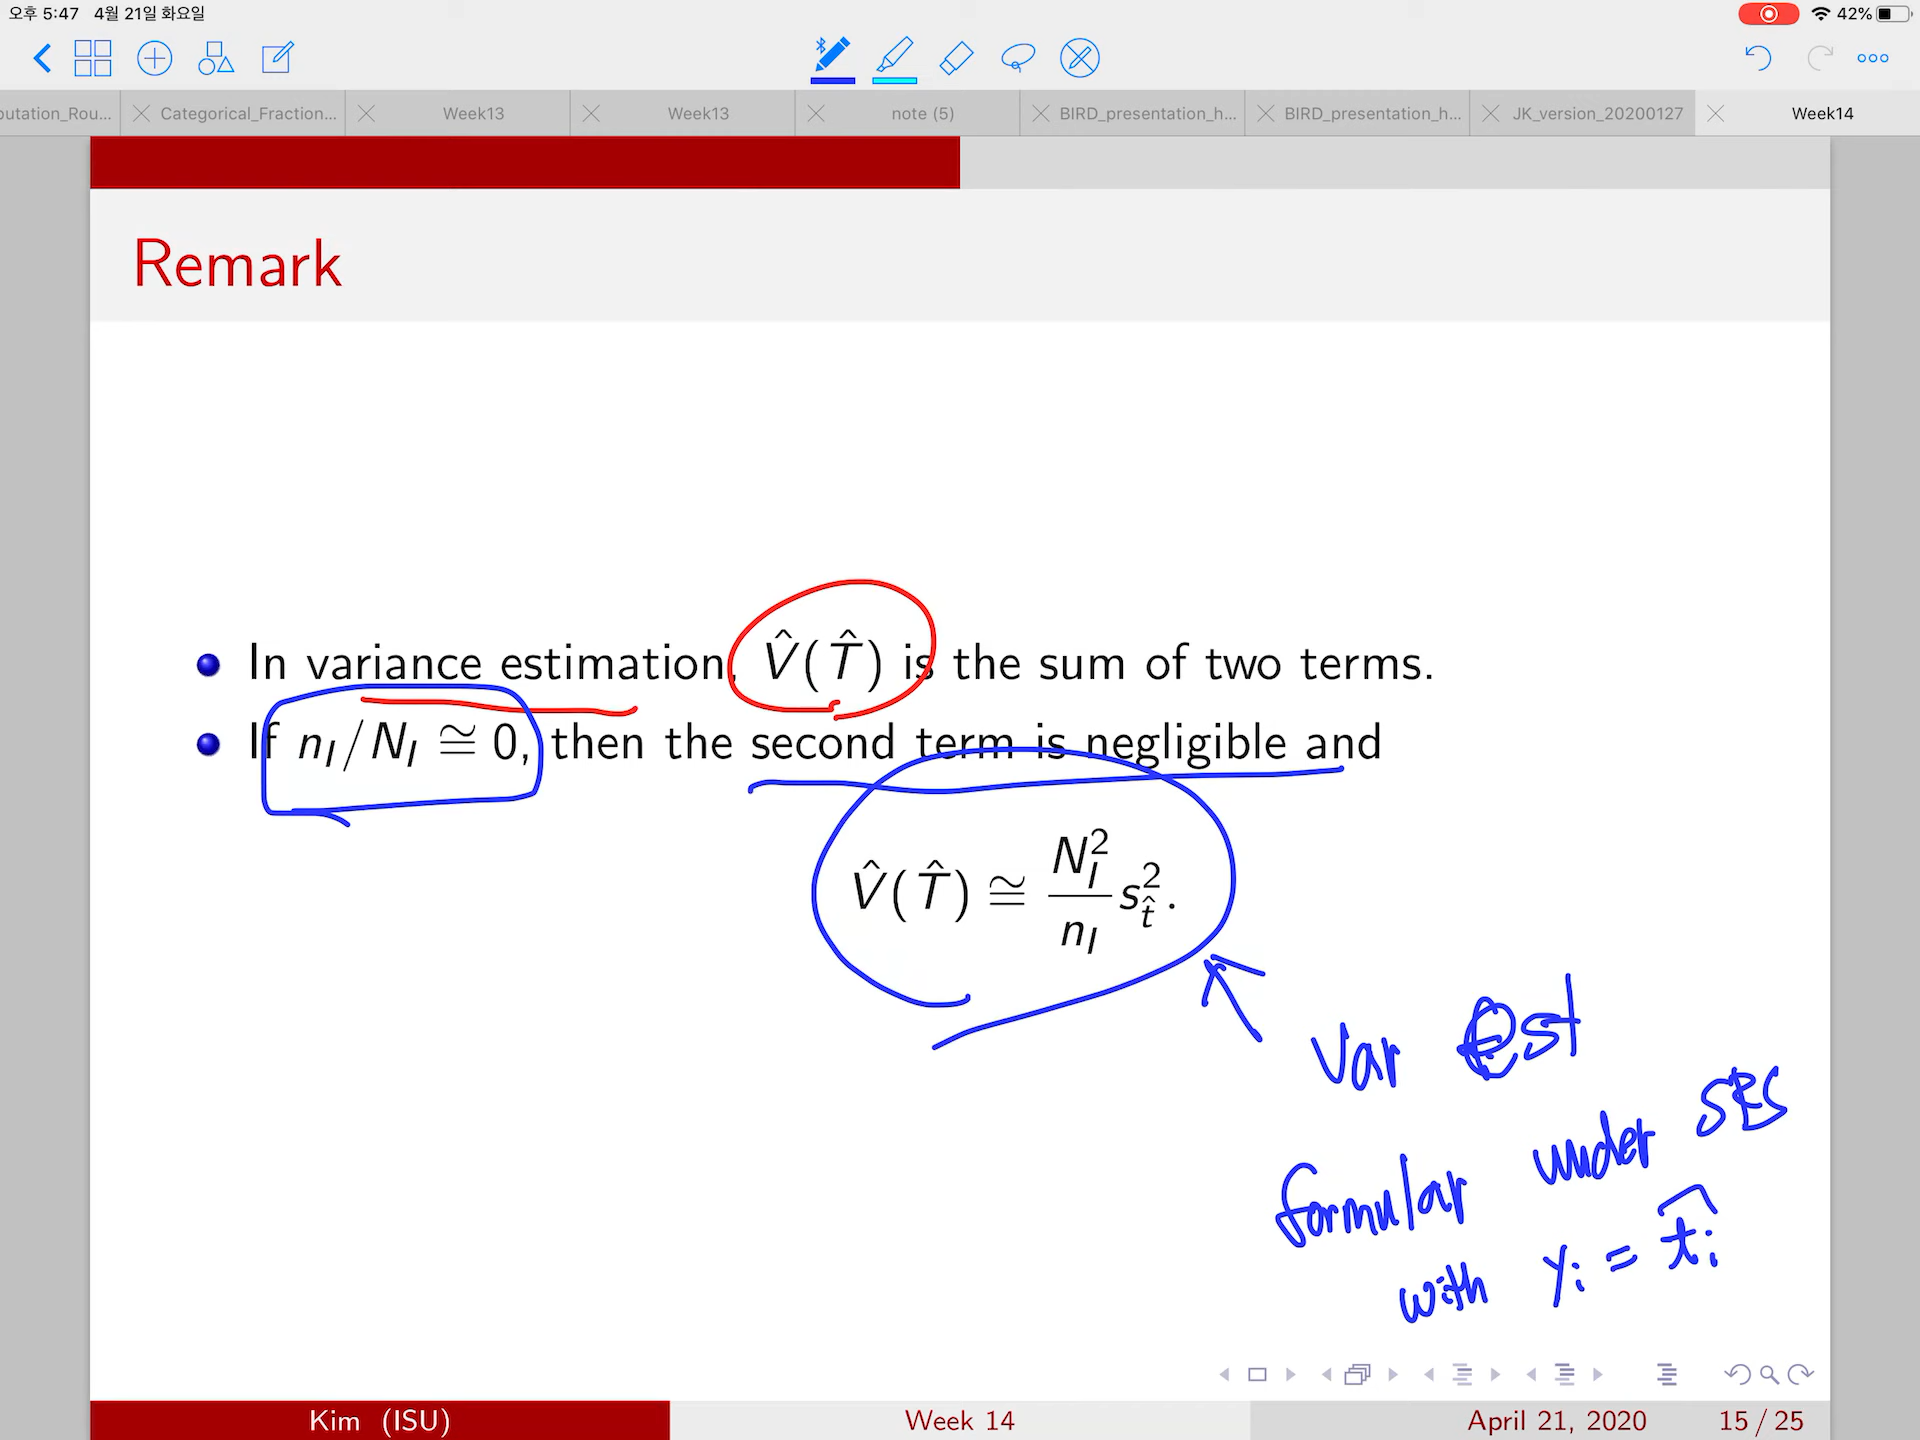 오후 5:47 4월 21일 화요일 42%
outation_Rou... Categorical_Fraction... Week13 Week13 note (5) BIRD_presentation_h... BIRD_presentation_h... JK_version_20200127 Week14
Remark
In variance estimation, V̂(T̂) is the sum of two terms.
If n_I/N_I ≅ 0, then the second term is negligible and
V̂(T̂) ≅ N_I^2/n_I s_t̂^2.
Var est
formular under SRS
with y_i = t̂_i
Kim (ISU) Week 14 April 21, 2020 15 / 25